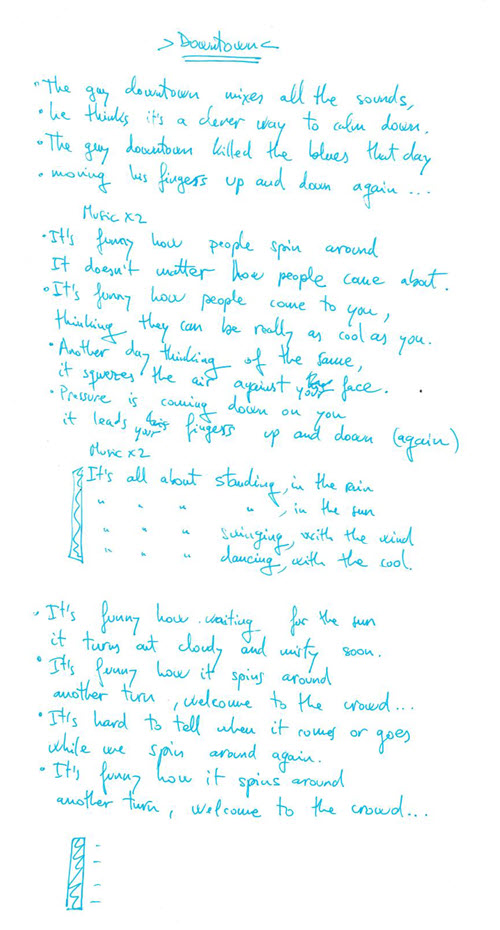 > Downtown <
"The guy downtown mixes all the sounds,
• he thinks it's a clever way to calm down.
• The guy downtown killed the blues that day
• moving his fingers up and down again ...
Music x2
• It's funny how people spin around
It doesn't matter how people came about.
• It's funny how people come to you,
thinking they can be really as cool as you.
• Another day thinking of the same,
it squezes the air against your face.
• Pressure is coming down on you
it leads your fingers up and down (again)
Music x2
It's all about standing, in the rain
" " " " , in the sun
" " " swinging, with the wind
" " " dancing, with the cool.
• It's funny how waiting for the sun
it turns out cloudy and misty soon.
• It's funny how it spins around
another turn, welcome to the crowd...
• It's hard to tell when it comes or goes
while we spin around again.
• It's funny how it spins around
another turn, welcome to the crowd...
–
–
–
–